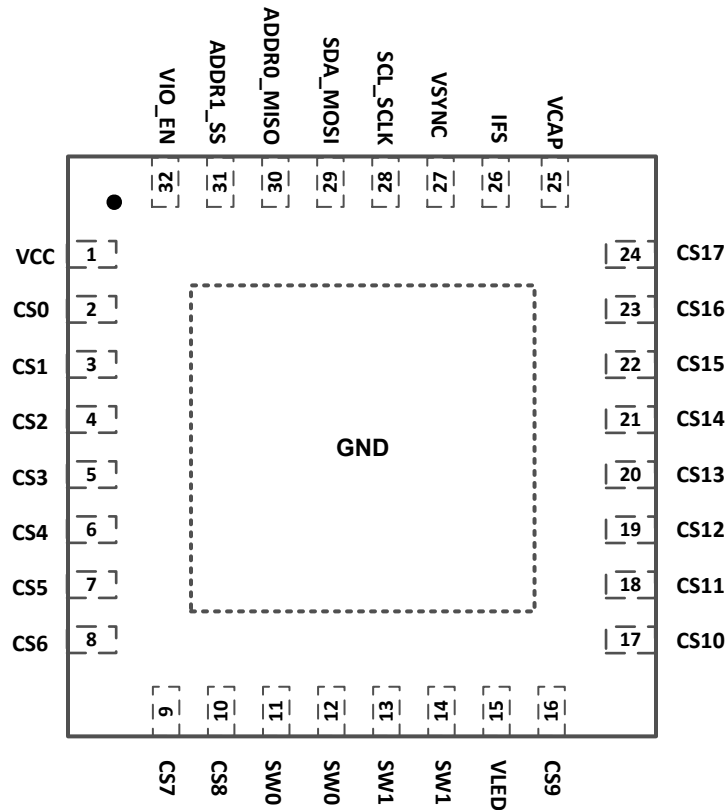 VIO_EN
ADDR1_SS
ADDR0_MISO
SDA_MOSI
SCL_SCLK
VSYNC
IFS
VCAP
32
31
30
29
28
27
26
25
VCC 1
24 CS17
CS0 2
23 CS16
CS1 3
22 CS15
CS2 4
21 CS14
GND
CS3 5
20 CS13
CS4 6
19 CS12
CS5 7
18 CS11
CS6 8
17 CS10
9
10
11
12
13
14
15
16
CS7
CS8
SW0
SW0
SW1
SW1
VLED
CS9